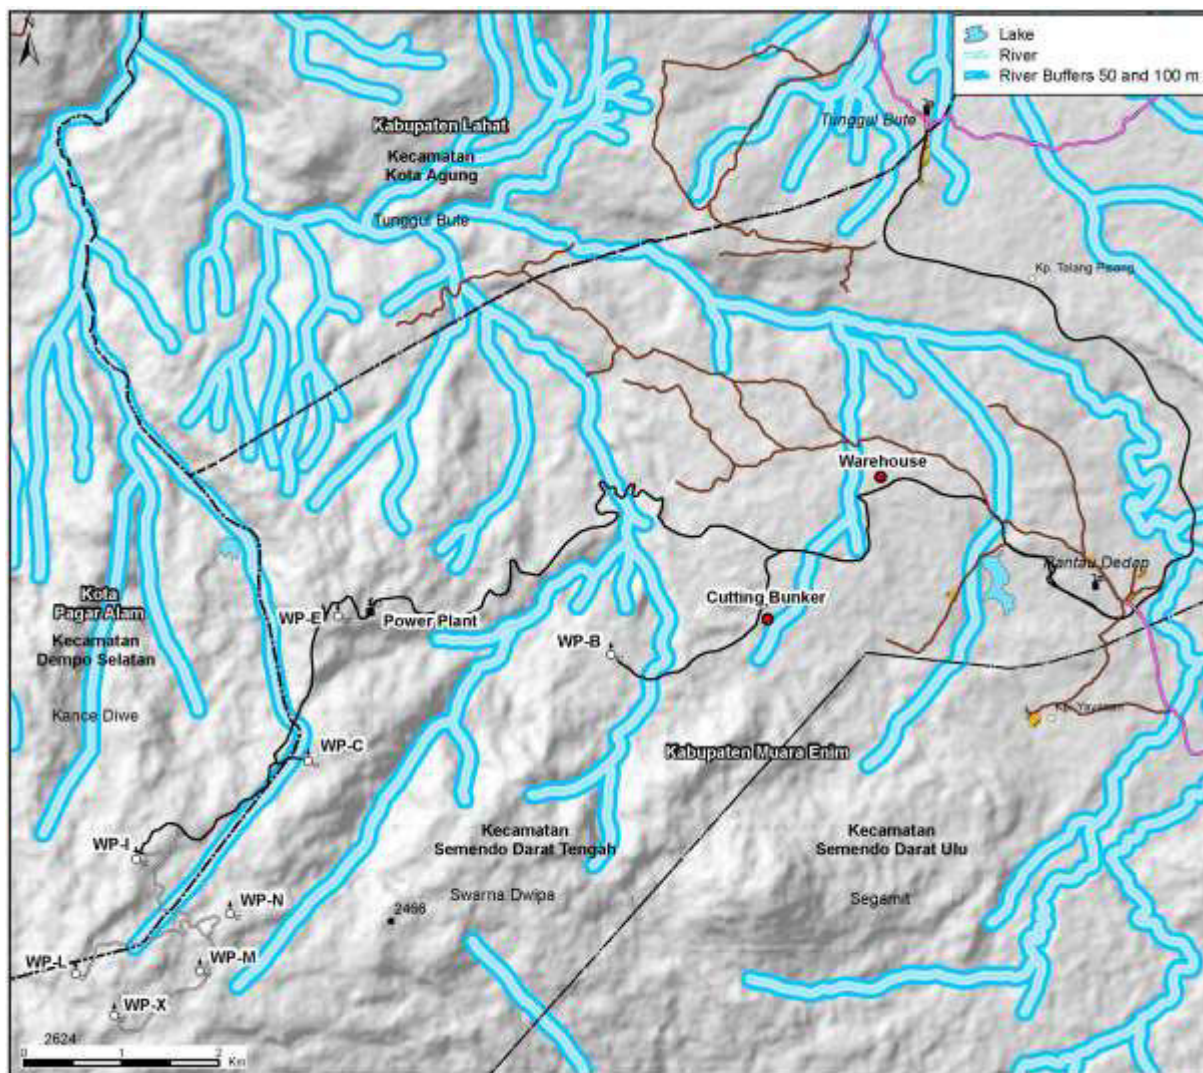 Lake
River
River Buffers 50 and 100 m
Tunggul Bute
Kabupaten Lahat
Kecamatan
Kota Agung
Tunggul Bute
Kp. Talang Pisang
Warehouse
Rantau Dedap
Kota
Pagar Alam
Kecamatan
Dempo Selatan
WP-E
Power Plant
Cutting Bunker
WP-B
Kance Diwe
Kp. Yayasan
WP-C
Kabupaten Muara Enim
WP-I
Kecamatan
Semendo Darat Tengah
Kecamatan
Semendo Darat Ulu
WP-N
2466
Swarna Dwipa
Segamit
WP-L
WP-M
WP-X
2624
0 1 2
Km